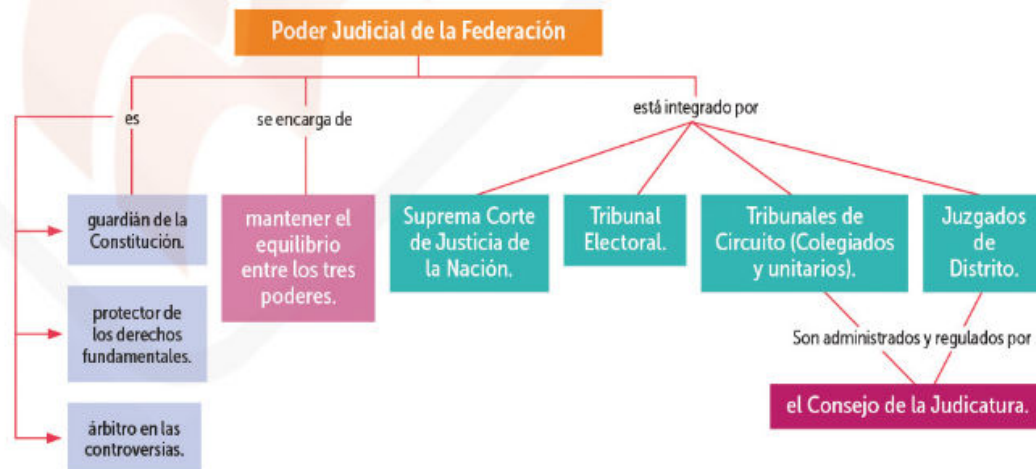 Poder Judicial de la Federación
es
se encarga de
está integrado por
guardián de la
Constitución.
protector de
los derechos
fundamentales.
árbitro en las
controversias.
mantener el
equilibrio
entre los tres
poderes.
Suprema Corte
de Justicia de
la Nación.
Tribunal
Electoral.
Tribunales de
Circuito (Colegiados
y unitarios).
Juzgados
de
Distrito.
Son administrados y regulados por
el Consejo de la Judicatura.